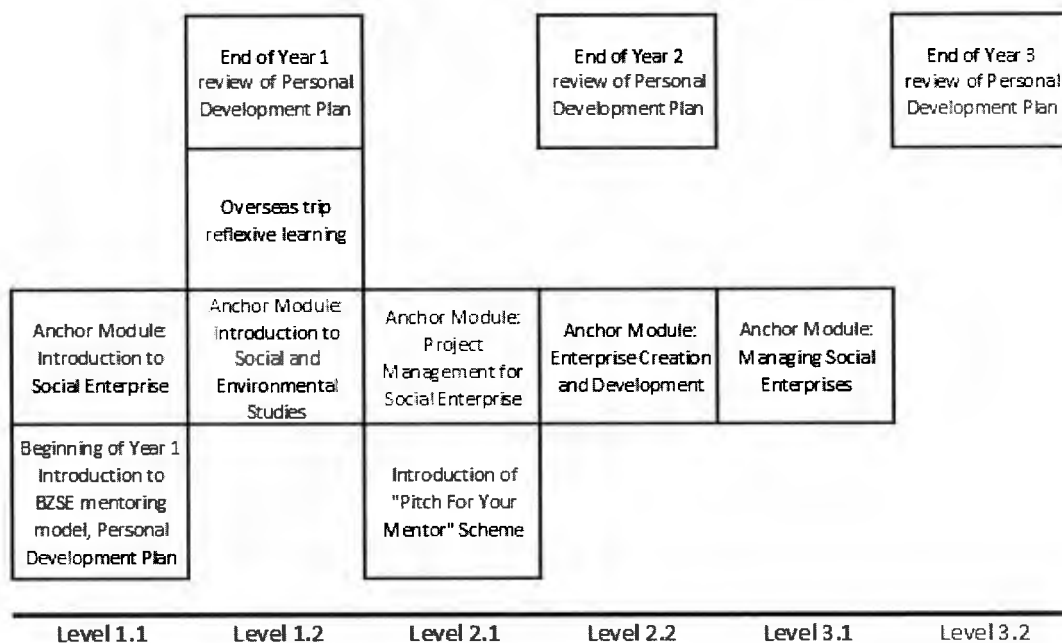 End of Year 1
review of Personal
Development Plan
End of Year 2
review of Personal
Development Plan
End of Year 3
review of Personal
Development Plan
Overseas trip
reflexive learning
Anchor Module:
Introduction to
Social Enterprise
Anchor Module:
introduction to
Social and
Environmental
Studies
Anchor Module:
Project
Management for
Social Enterprise
Anchor Module:
Enterprise Creation
and Development
Anchor Module:
Managing Social
Enterprises
Beginning of Year 1
Introduction to
BZSE mentoring
model, Personal
Development Plan
Introduction of
"Pitch For Your
Mentor" Scheme
Level 1.1
Level 1.2
Level 2.1
Level 2.2
Level 3.1
Level 3.2